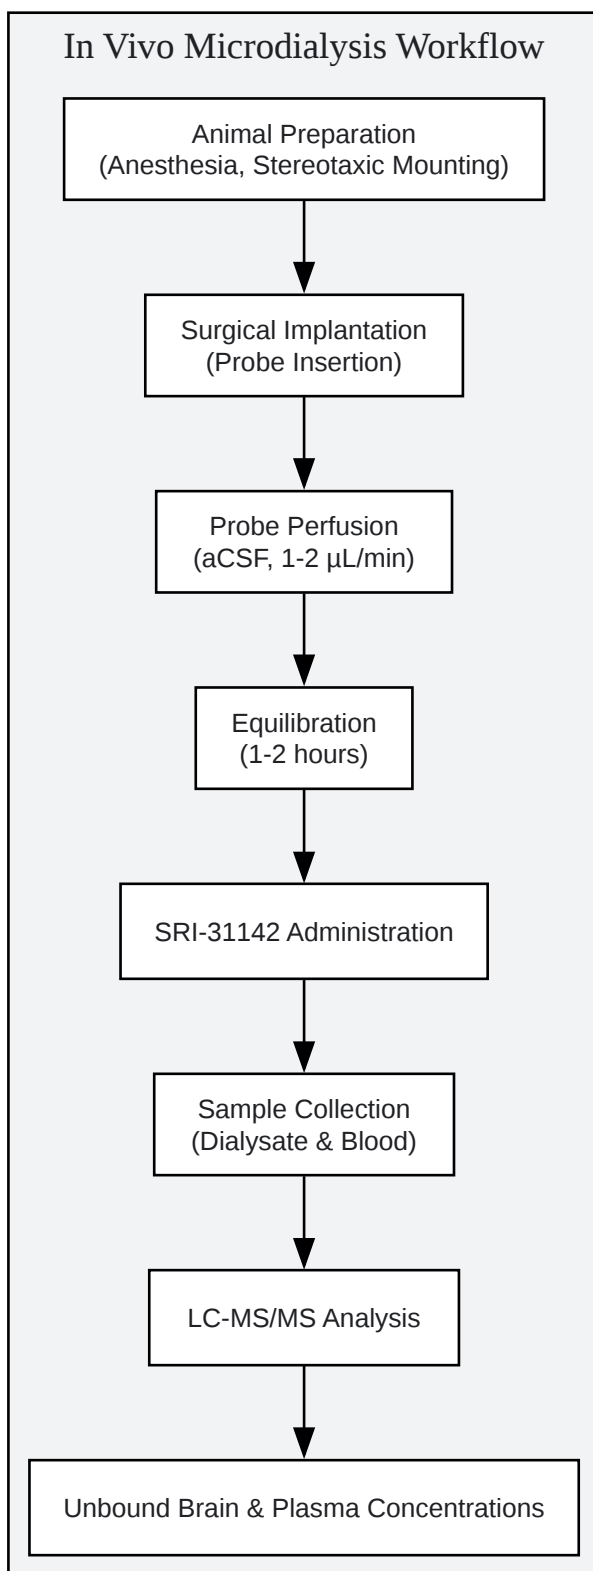 In Vivo Microdialysis Workflow
Animal Preparation
(Anesthesia, Stereotaxic Mounting)
Surgical Implantation
(Probe Insertion)
Probe Perfusion
(aCSF, 1-2 µL/min)
Equilibration
(1-2 hours)
SRI-31142 Administration
Sample Collection
(Dialysate & Blood)
LC-MS/MS Analysis
Unbound Brain & Plasma Concentrations